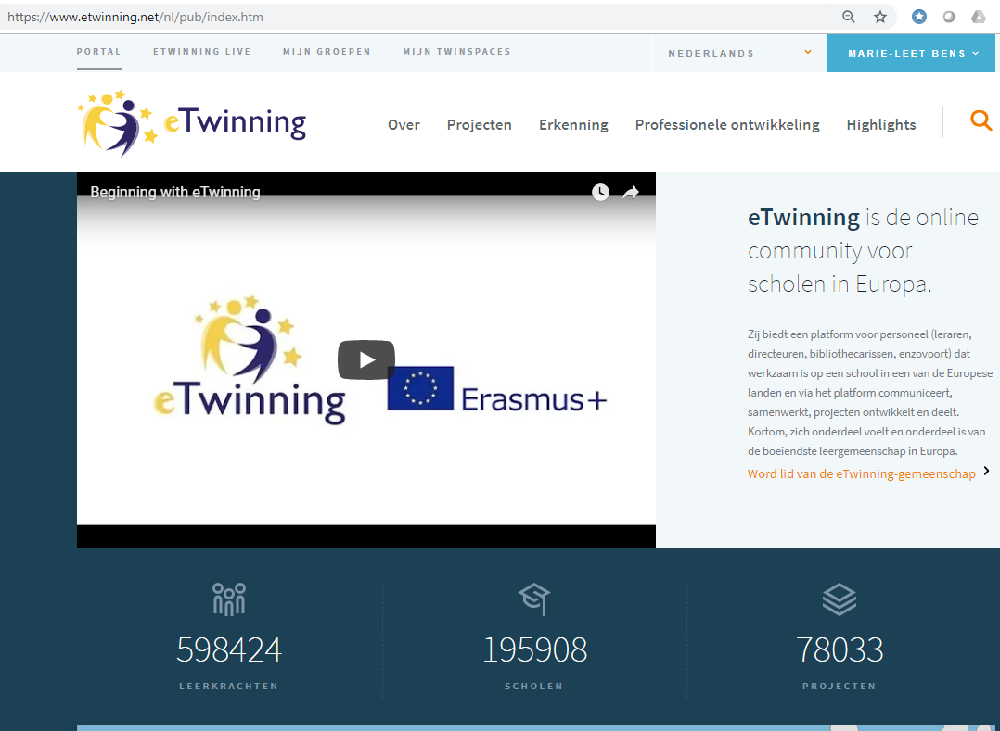 https://www.etwinning.net/nl/pub/index.htm
PORTAL ETWINNING LIVE MIJN GROEPEN MIJN TWINSPACES NEDERLANDS MARIE-LEET BENS
eTwinning
Over Projecten Erkenning Professionele ontwikkeling Highlights
Beginning with eTwinning
eTwinning
Erasmus+
eTwinning is de online
community voor
scholen in Europa.
Zij biedt een platform voor personeel (leraren,
directeuren, bibliothecarissen, enzovoort) dat
werkzaam is op een school in een van de Europese
landen en via het platform communiceert,
samenwerkt, projecten ontwikkelt en deelt.
Kortom, zich onderdeel voelt en onderdeel is van
de boeiendste leergemeenschap in Europa.
Word lid van de eTwinning-gemeenschap
598424
LEERKRACHTEN
195908
SCHOLEN
78033
PROJECTEN